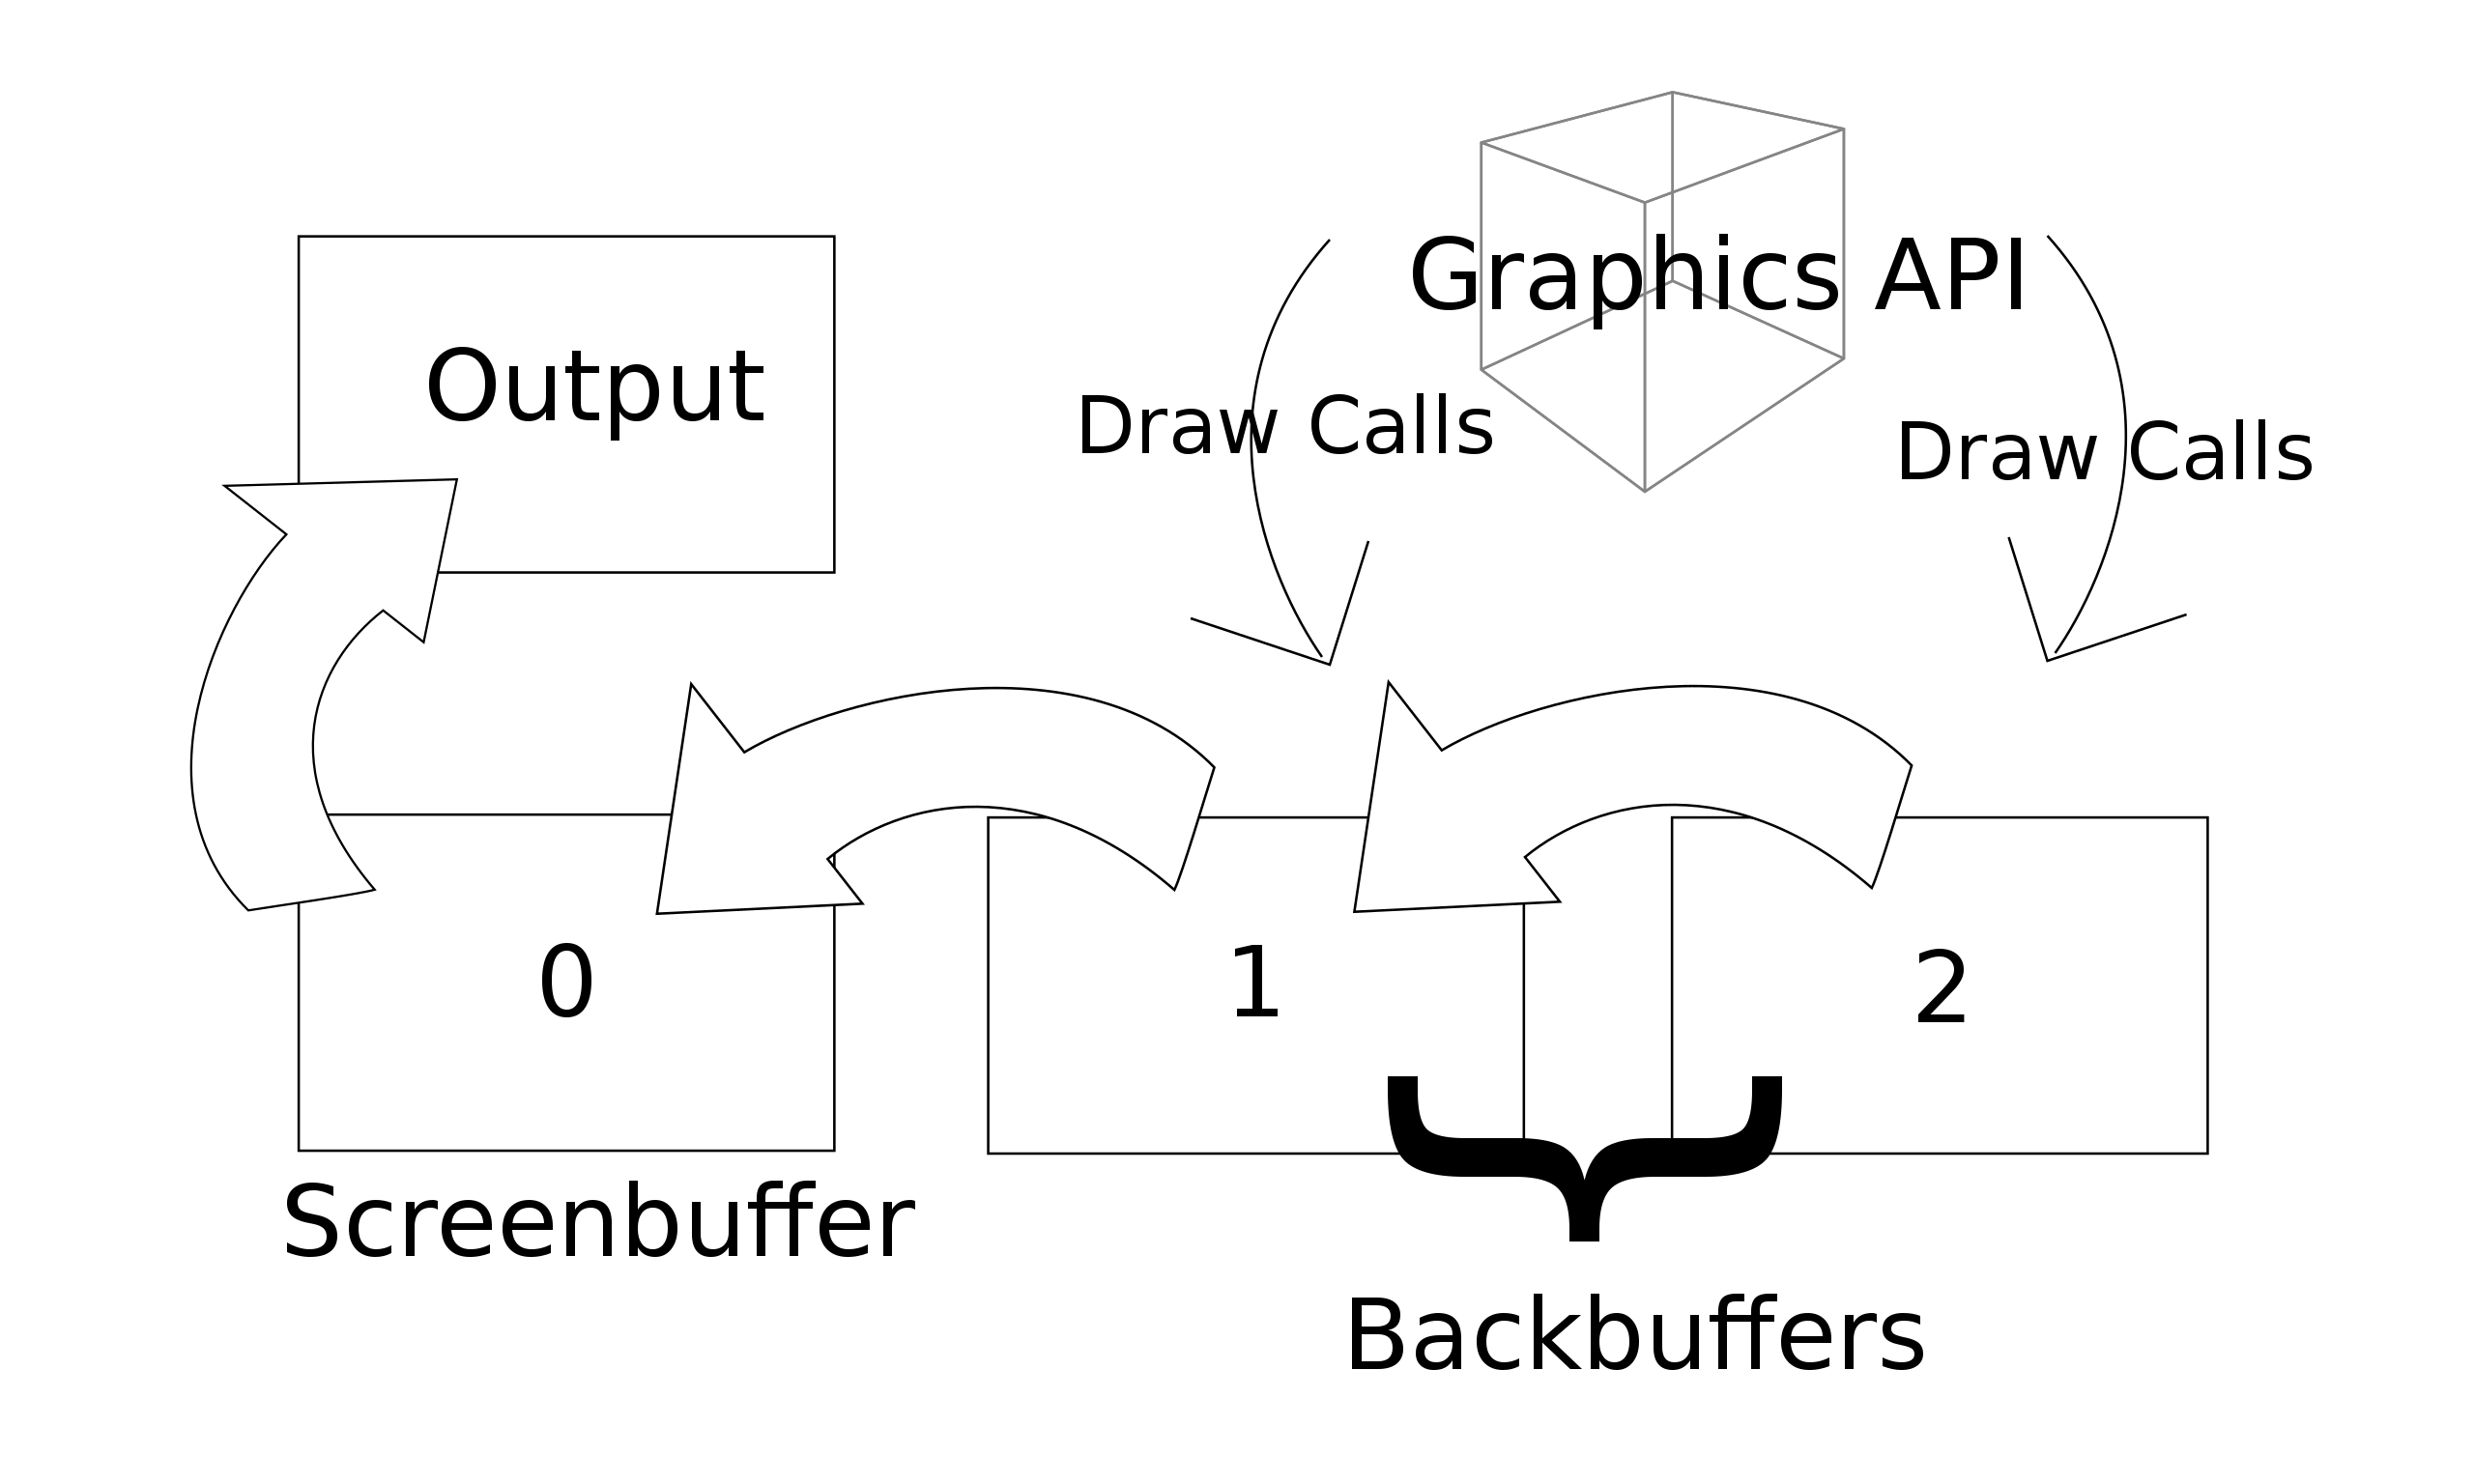 Graphics API
Output
Draw Calls
Draw Calls
0
1
2
Screenbuffer
}
Backbuffers